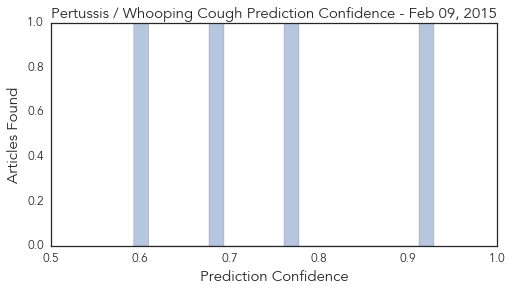 Pertussis / Whooping Cough Prediction Confidence - Feb 09, 2015
1.0
0.8
0.6
0.4
0.2
0.0
Articles Found
0.5 0.6 0.7 0.8 0.9 1.0
Prediction Confidence